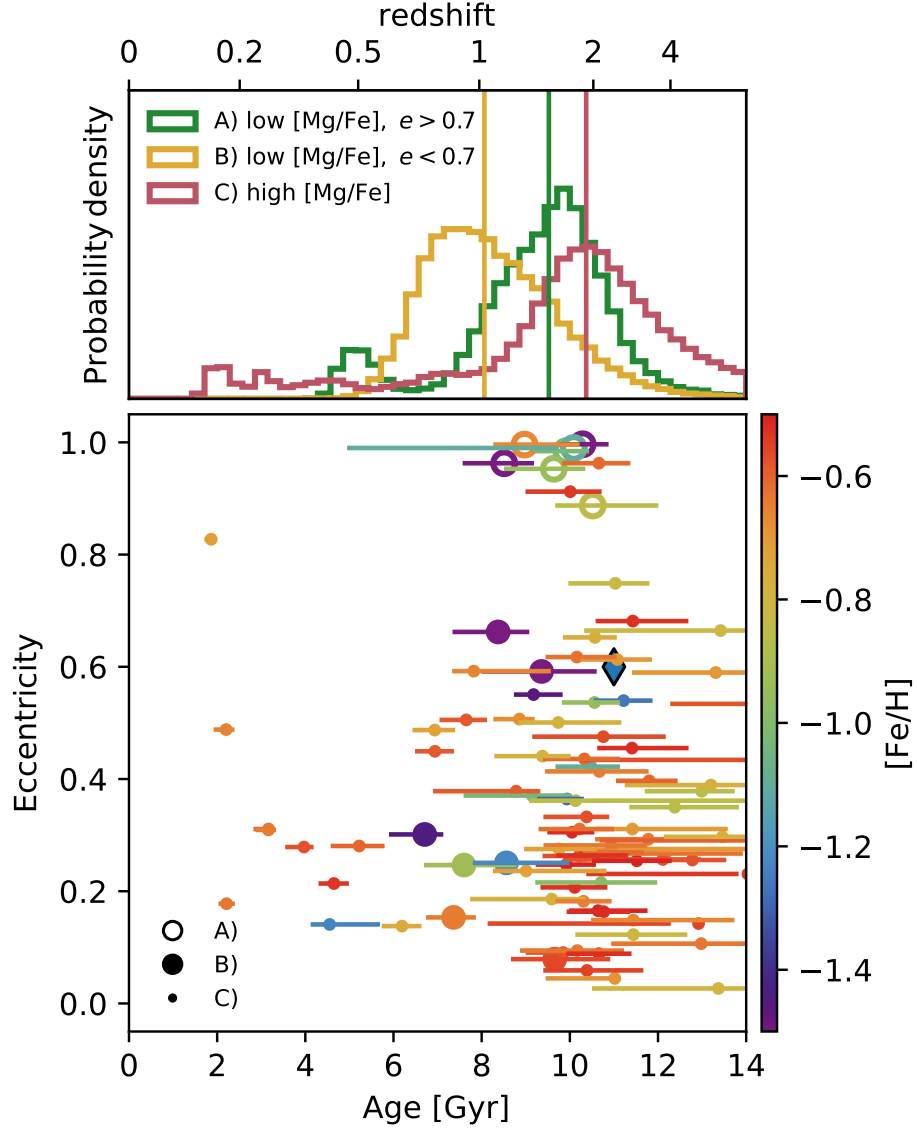 redshift
0 0.2 0.5 1 2 4
Probability density
A) low [Mg/Fe], e > 0.7
B) low [Mg/Fe], e < 0.7
C) high [Mg/Fe]
Eccentricity
1.0
0.8
0.6
0.4
0.2
0.0
A)
B)
C)
0 2 4 6 8 10 12 14
Age [Gyr]
−0.6
−0.8
−1.0
−1.2
−1.4
[Fe/H]